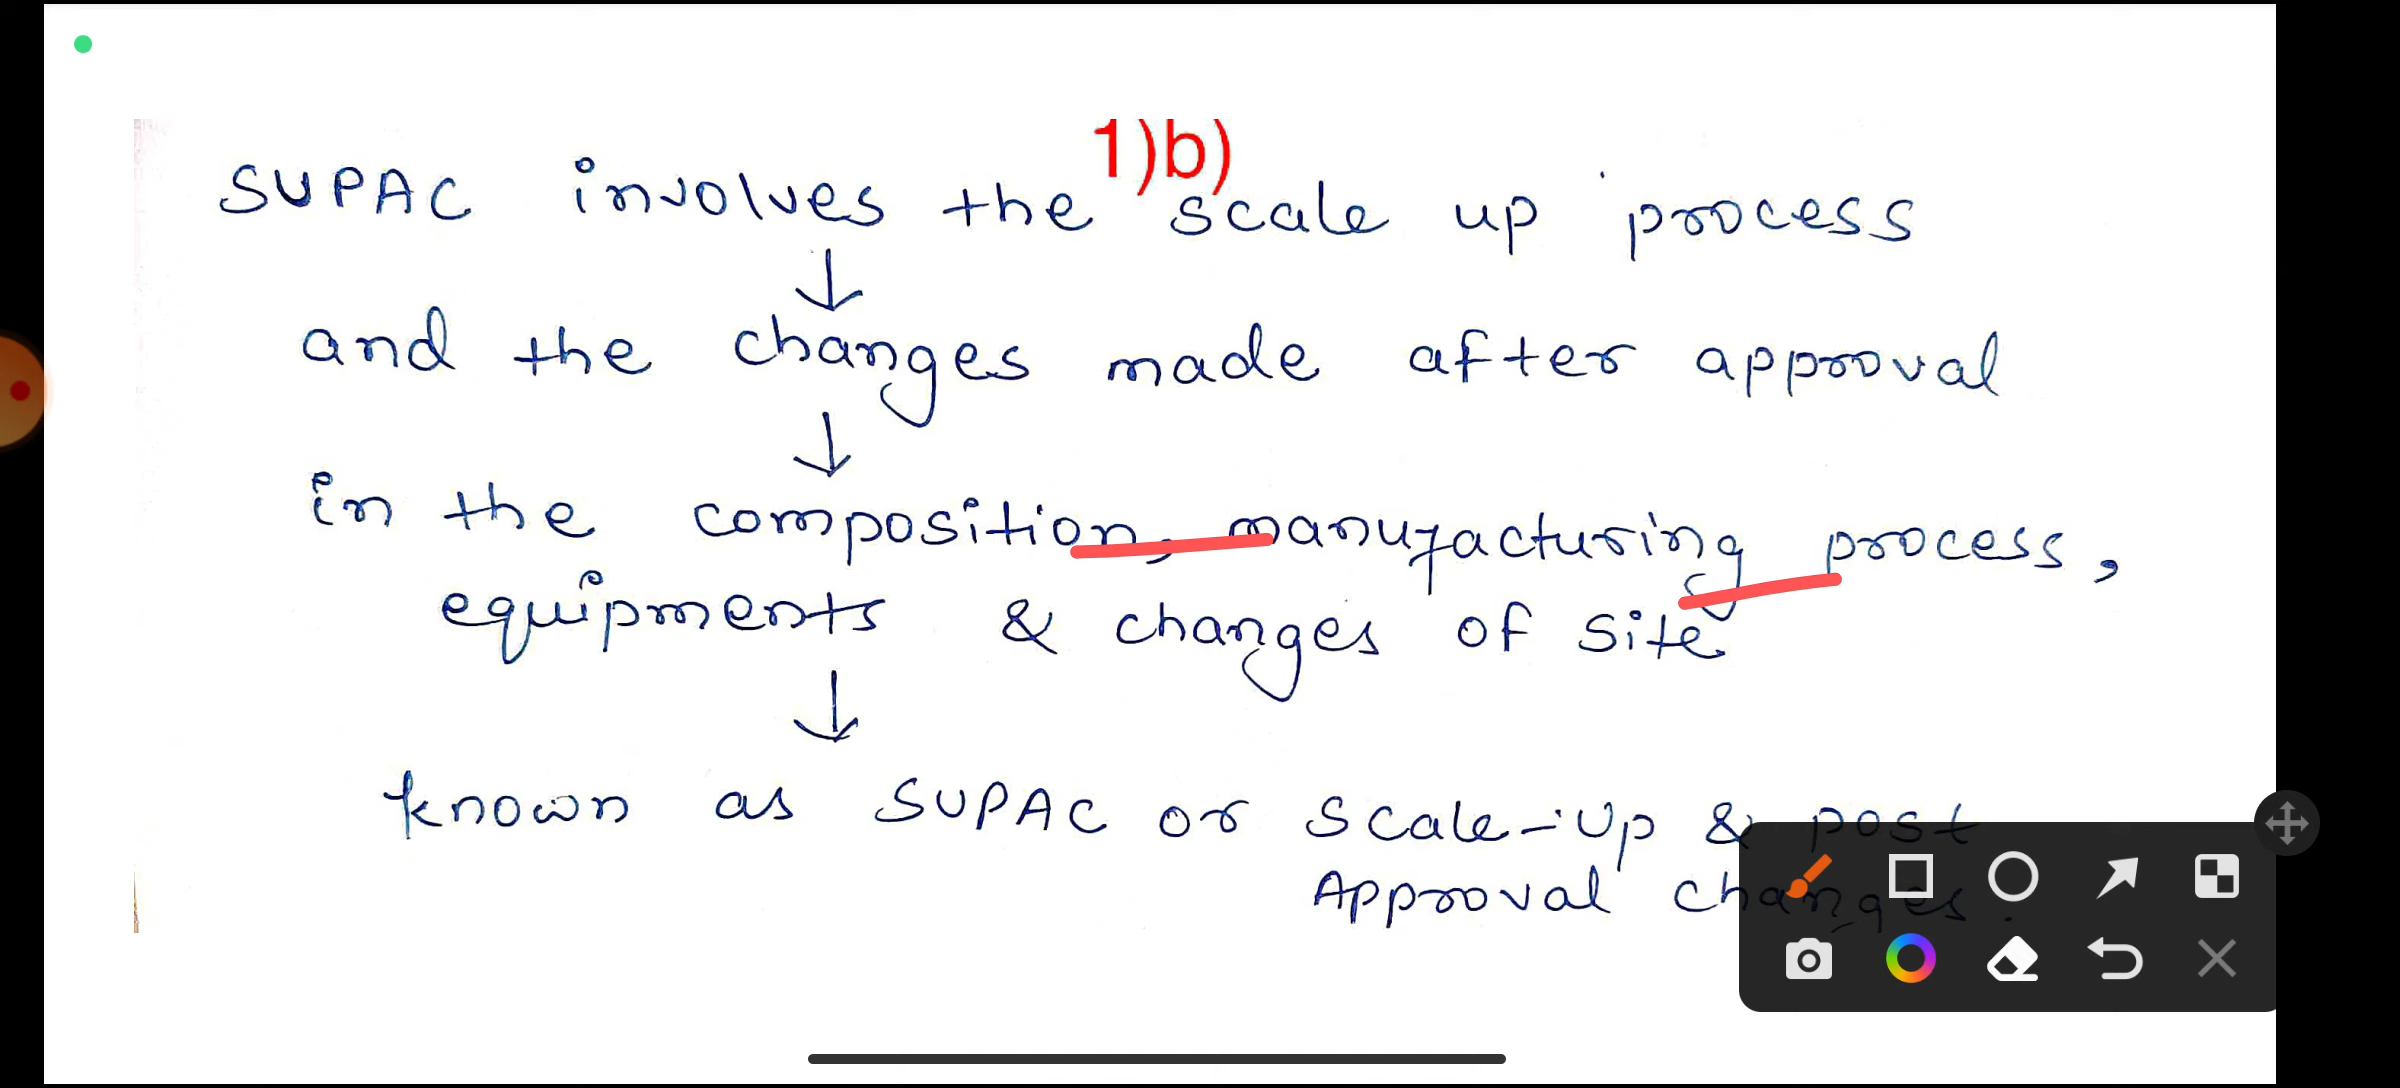 1)b)
SUPAC involves the scale up process
↓
and the changes made after approval
↓
in the composition, manufacturing process,
equipments & changes of site
↓
known as SUPAC or Scale-Up & post
Approval changes.